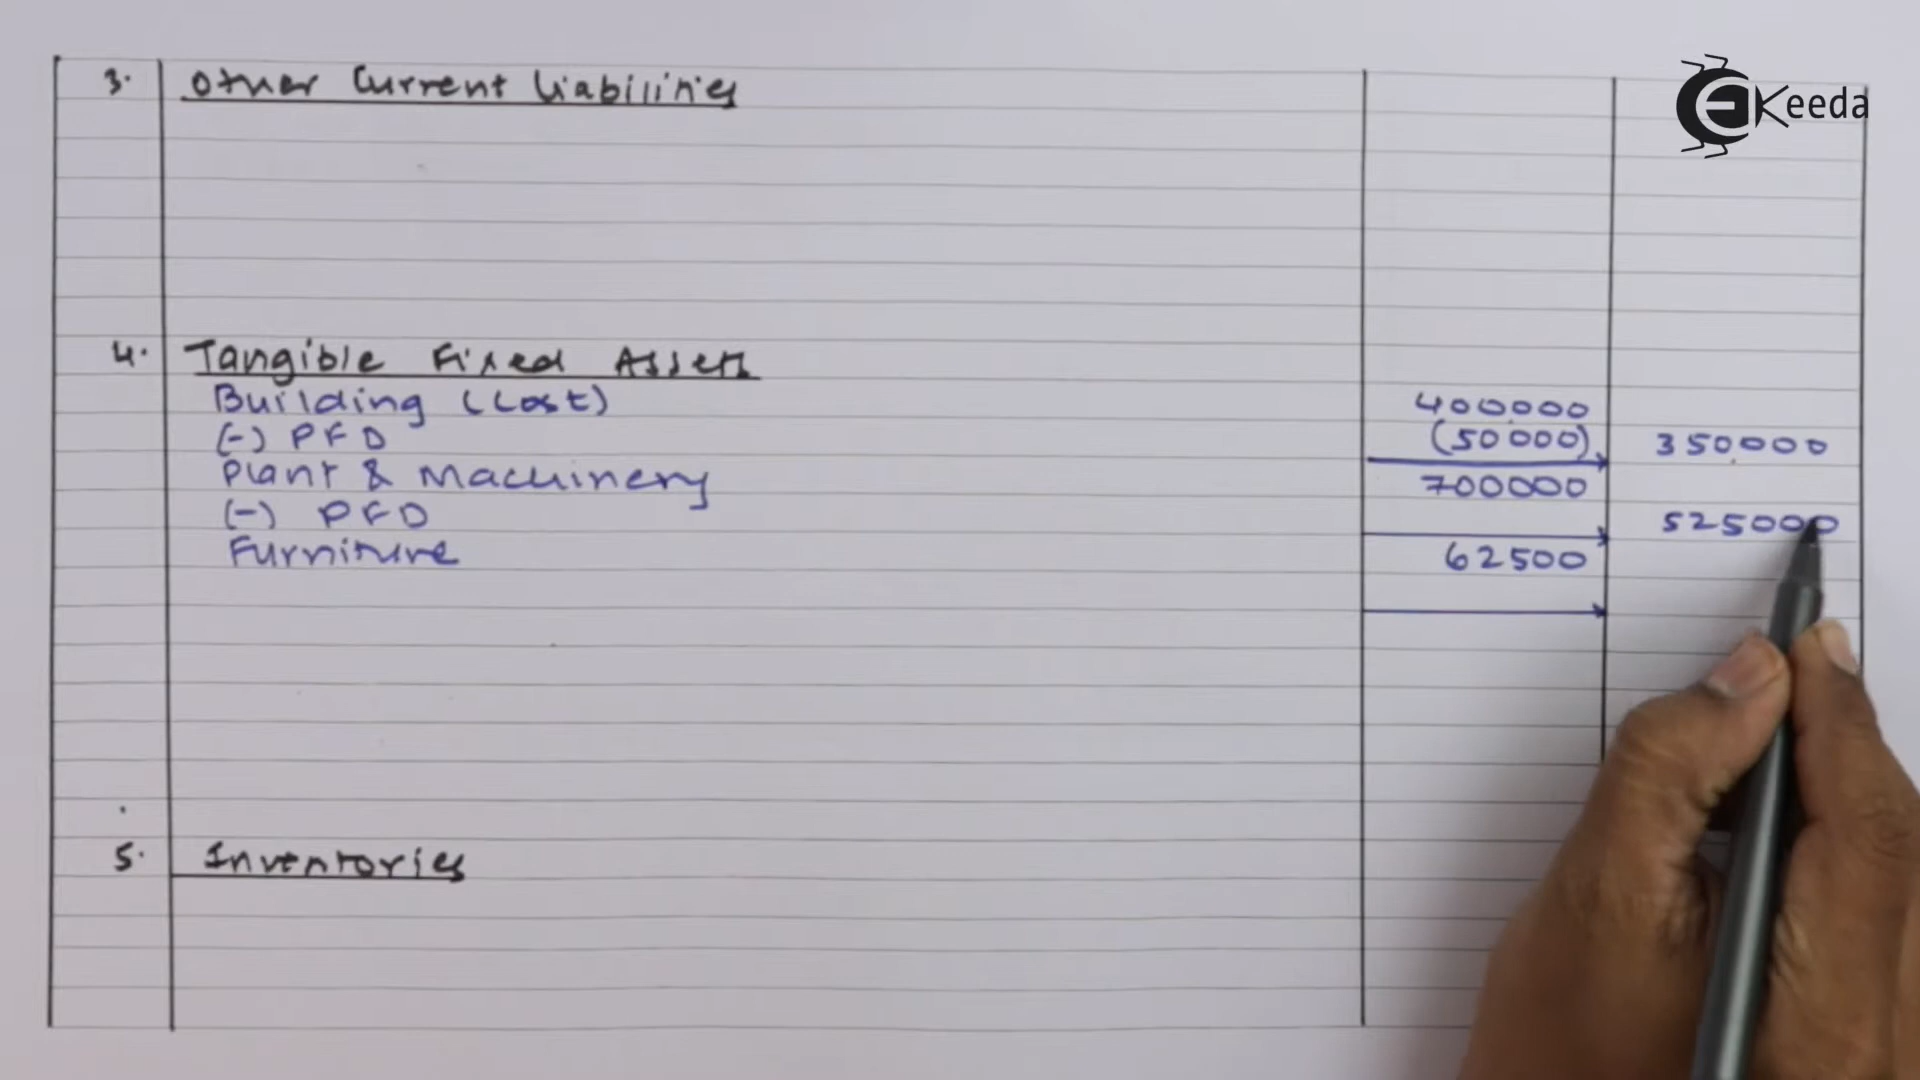 Keeda
3. Other Current Liabilities
4. Tangible Fixed Assets
Building (Cost) 400000
(-) PFD (50000) 350000
Plant & Machinery 700000
(-) PFD 525000
Furniture 62500
5. Inventories